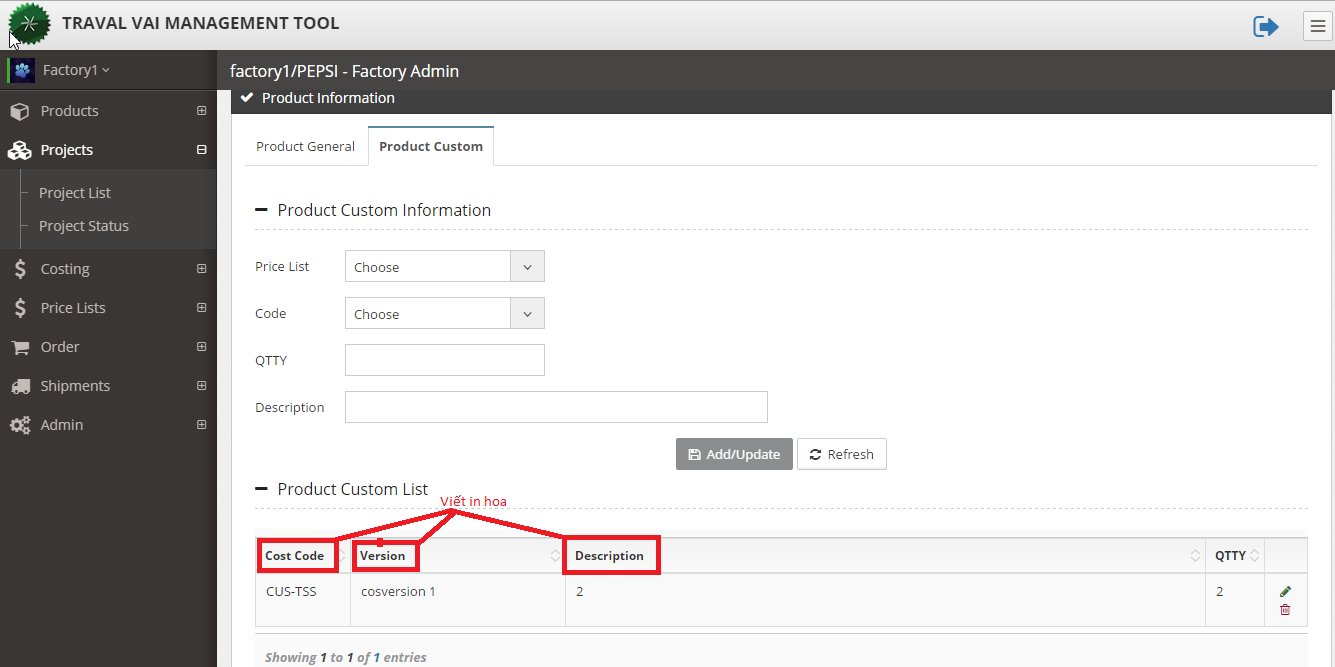 TRAVAL VAI MANAGEMENT TOOL
Factory1
factory1/PEPSI - Factory Admin
Products
Projects
Project List
Project Status
Costing
Price Lists
Order
Shipments
Admin
Product Information
Product General
Product Custom
Product Custom Information
Price List
Choose
Code
Choose
QTTY
Description
Add/Update
Refresh
Product Custom List
Viết in hoa
Cost Code
Version
Description
QTTY
CUS-TSS
cosversion 1
2
2
Showing 1 to 1 of 1 entries